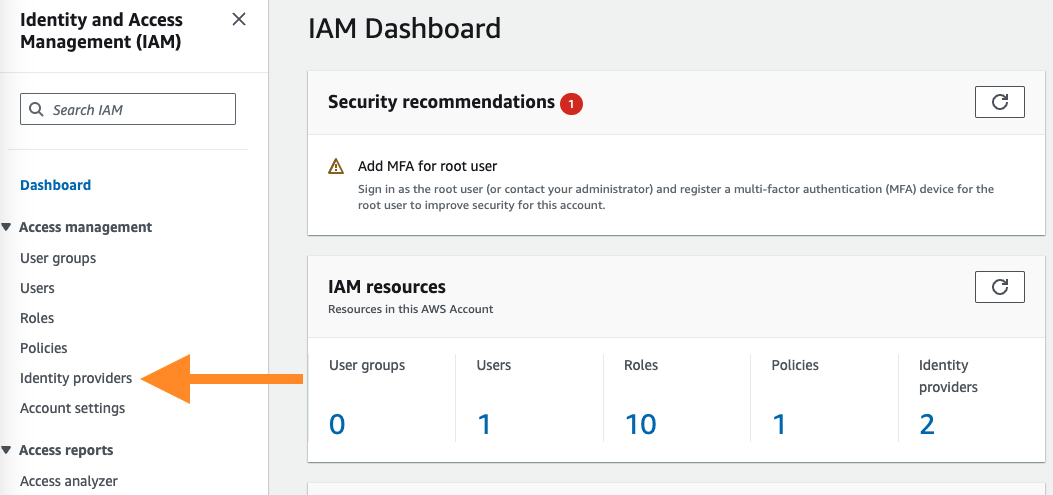 Identity and Access
Management (IAM)
Search IAM
Dashboard
Access management
User groups
Users
Roles
Policies
Identity providers
Account settings
Access reports
Access analyzer
IAM Dashboard
Security recommendations 1
Add MFA for root user
Sign in as the root user (or contact your administrator) and register a multi-factor authentication (MFA) device for the
root user to improve security for this account.
IAM resources
Resources in this AWS Account
User groups
0
Users
1
Roles
10
Policies
1
Identity
providers
2